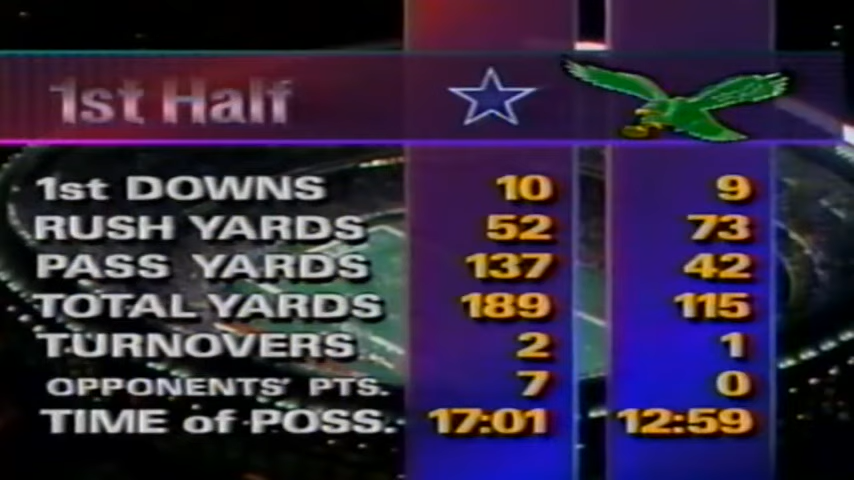 1st Half
1st DOWNS 10 9
RUSH YARDS 52 73
PASS YARDS 137 42
TOTAL YARDS 189 115
TURNOVERS 2 1
OPPONENTS' PTS. 7 0
TIME of POSS. 17:01 12:59